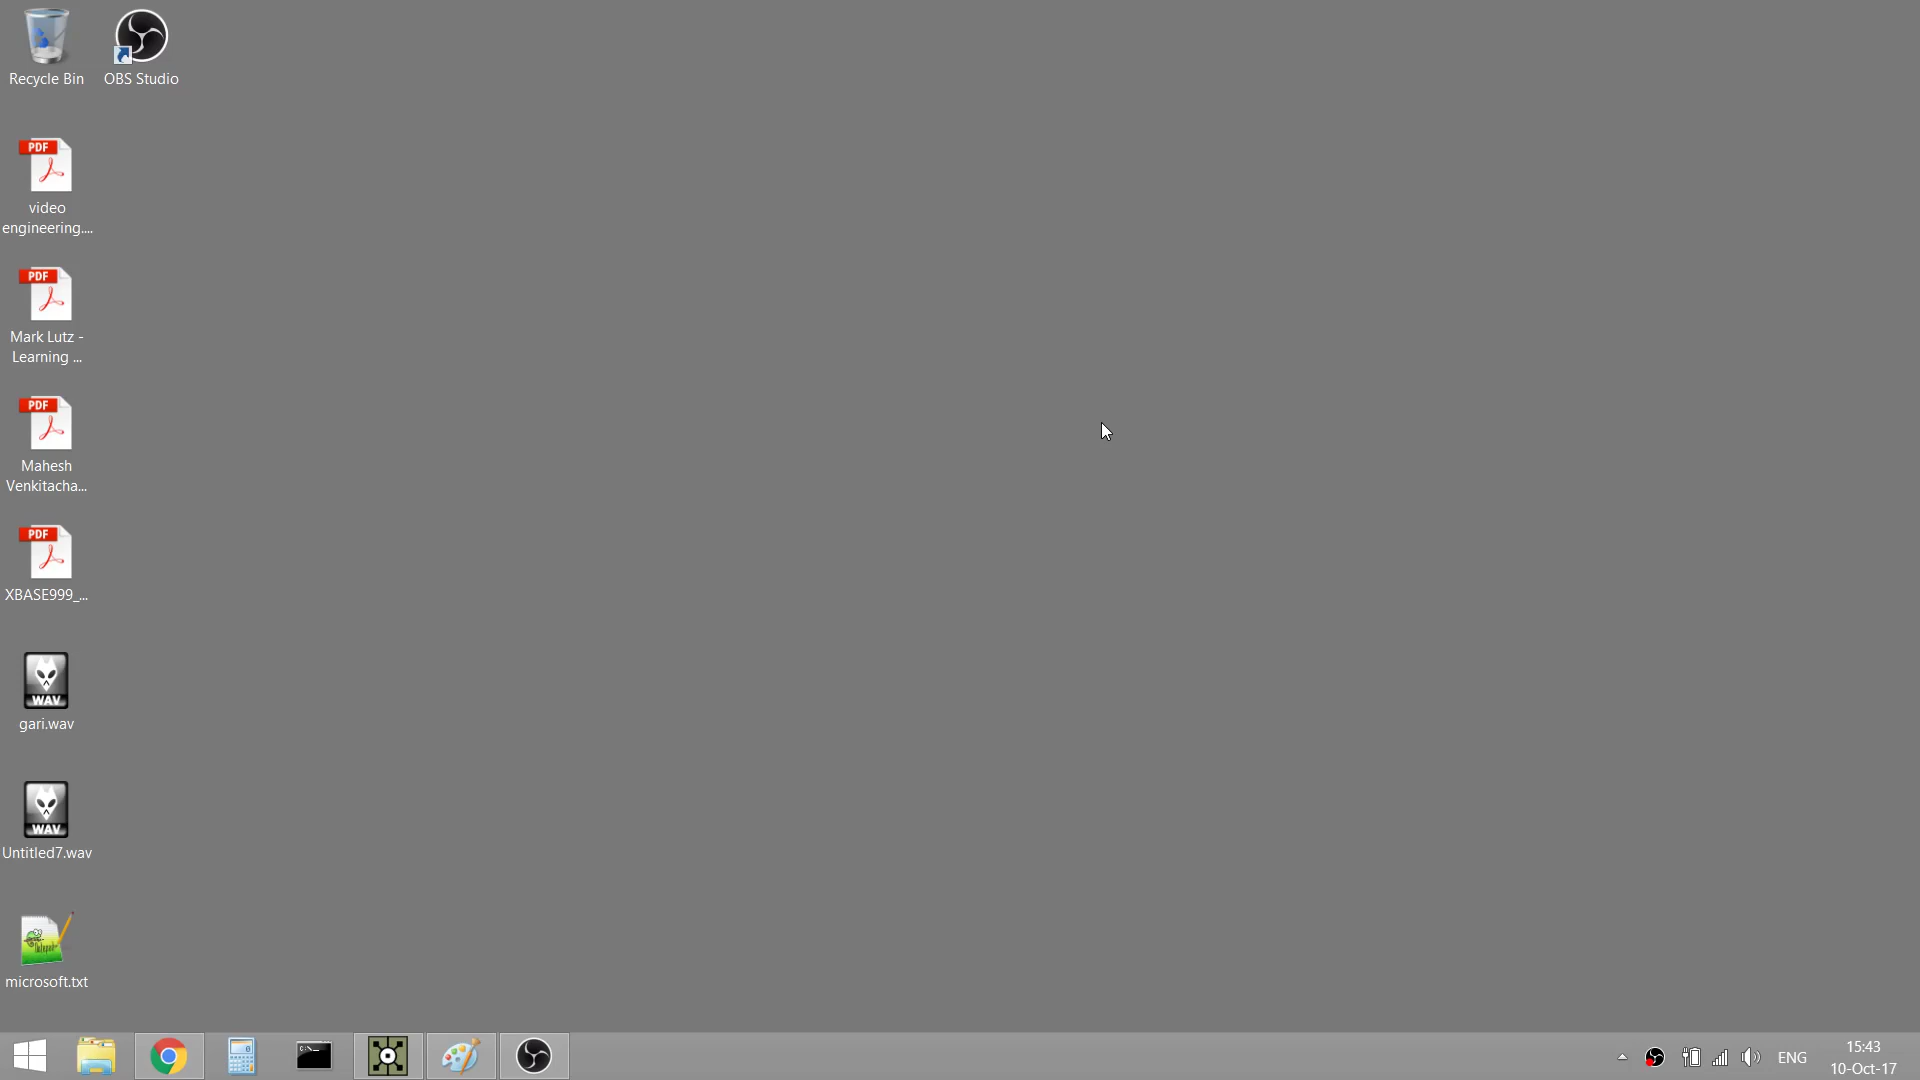 Recycle Bin
OBS Studio
PDF
video
engineering....
PDF
Mark Lutz -
Learning ...
PDF
Mahesh
Venkitacha...
PDF
XBASE999_...
WAV
gari.wav
WAV
Untitled7.wav
microsoft.txt
ENG
15:43
10-Oct-17